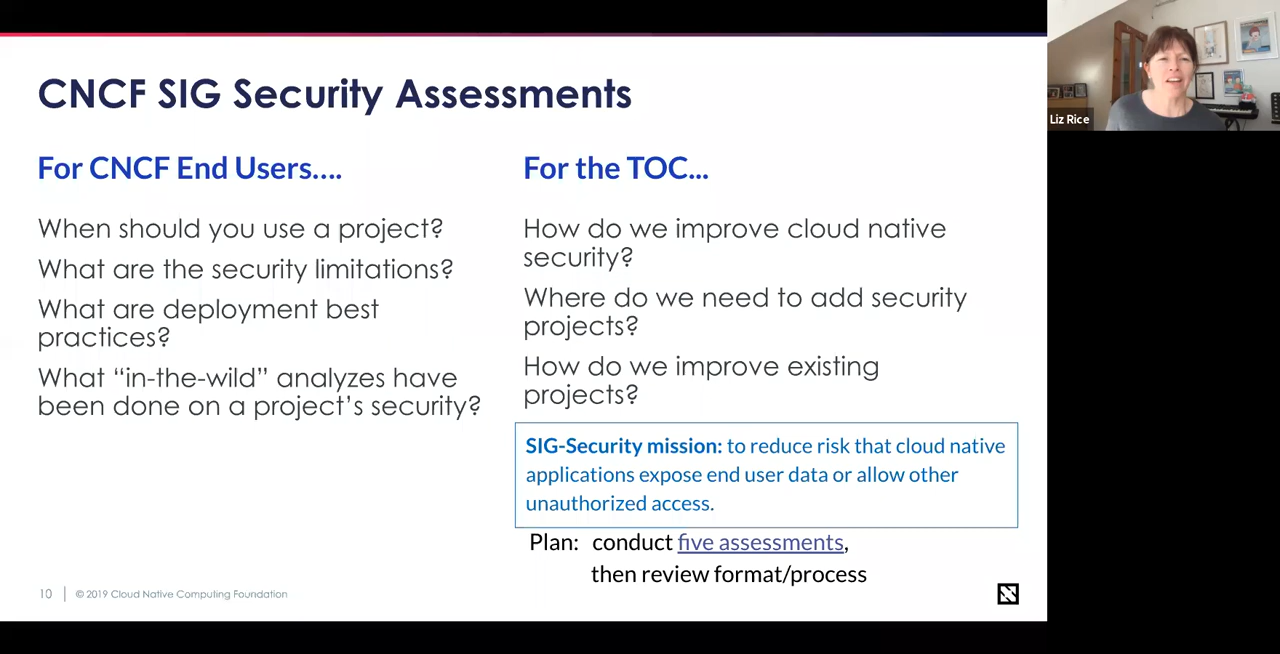 CNCF SIG Security Assessments
For CNCF End Users....
When should you use a project?
What are the security limitations?
What are deployment best
practices?
What “in-the-wild” analyzes have
been done on a project’s security?
For the TOC...
How do we improve cloud native
security?
Where do we need to add security
projects?
How do we improve existing
projects?
SIG-Security mission: to reduce risk that cloud native
applications expose end user data or allow other
unauthorized access.
Plan: conduct five assessments,
then review format/process
10 | © 2019 Cloud Native Computing Foundation
Liz Rice